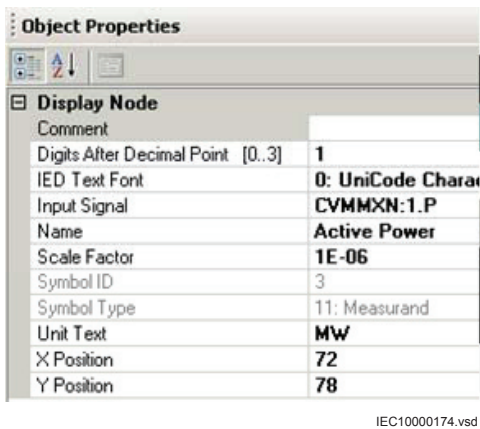 Object Properties
Display Node
Comment
Digits After Decimal Point [0..3] 1
IED Text Font 0: UniCode Charac
Input Signal CVMMXN:1.P
Name Active Power
Scale Factor 1E-06
Symbol ID 3
Symbol Type 11: Measurand
Unit Text MW
X Position 72
Y Position 78
IEC10000174.vsd